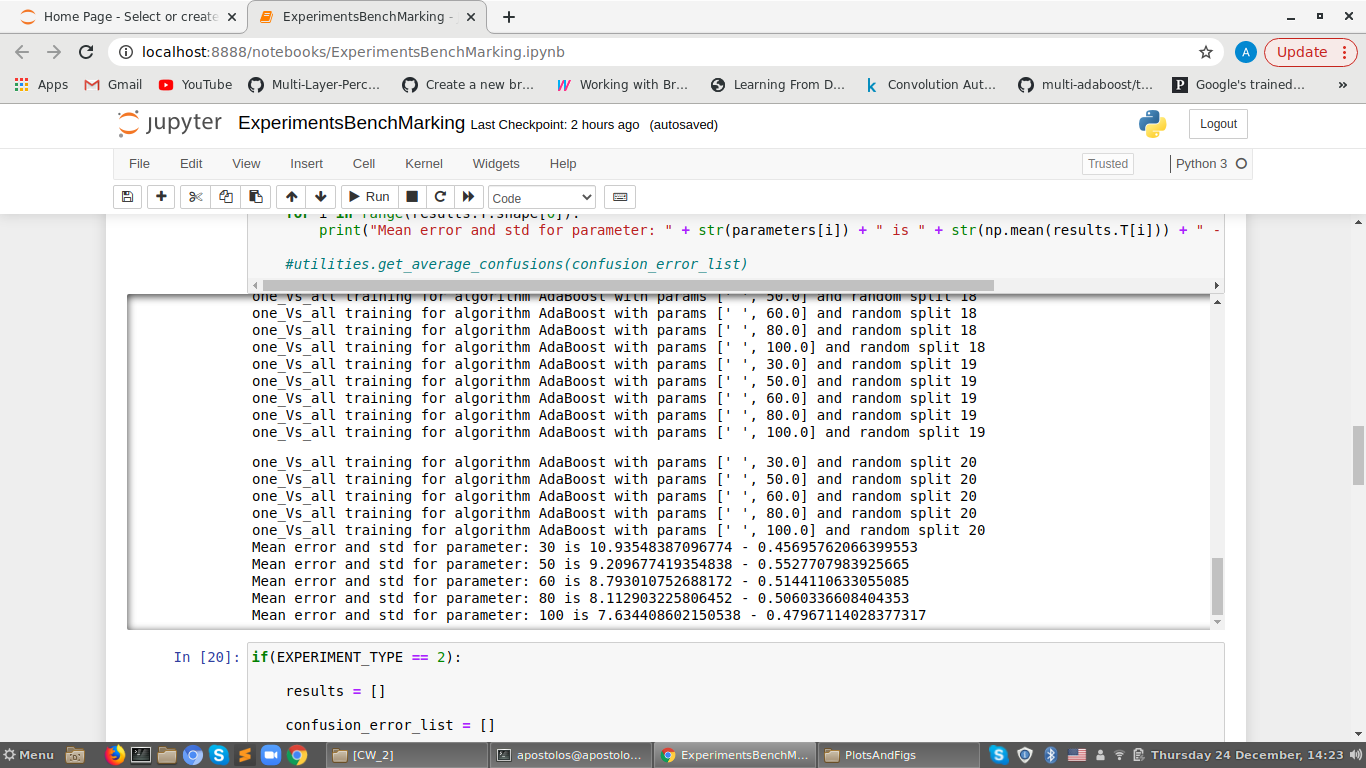 Home Page - Select or create
ExperimentsBenchMarking -
localhost:8888/notebooks/ExperimentsBenchMarking.ipynb
A
Update
Apps
Gmail
YouTube
Multi-Layer-Perc…
Create a new br…
Working with Br…
Learning From D…
Convolution Aut…
multi-adaboost/t…
Google's trained…
»
jupyter
ExperimentsBenchMarking Last Checkpoint: 2 hours ago (autosaved)
Logout
File Edit View Insert Cell Kernel Widgets Help
Trusted
Python 3
Run
Code
for i in range(results.T.shape[0]):
print("Mean error and std for parameter: " + str(parameters[i]) + " is " + str(np.mean(results.T[i])) + " -
#utilities.get_average_confusions(confusion_error_list)
one_Vs_all training for algorithm AdaBoost with params [' ', 50.0] and random split 18
one_Vs_all training for algorithm AdaBoost with params [' ', 60.0] and random split 18
one_Vs_all training for algorithm AdaBoost with params [' ', 80.0] and random split 18
one_Vs_all training for algorithm AdaBoost with params [' ', 100.0] and random split 18
one_Vs_all training for algorithm AdaBoost with params [' ', 30.0] and random split 19
one_Vs_all training for algorithm AdaBoost with params [' ', 50.0] and random split 19
one_Vs_all training for algorithm AdaBoost with params [' ', 60.0] and random split 19
one_Vs_all training for algorithm AdaBoost with params [' ', 80.0] and random split 19
one_Vs_all training for algorithm AdaBoost with params [' ', 100.0] and random split 19
one_Vs_all training for algorithm AdaBoost with params [' ', 30.0] and random split 20
one_Vs_all training for algorithm AdaBoost with params [' ', 50.0] and random split 20
one_Vs_all training for algorithm AdaBoost with params [' ', 60.0] and random split 20
one_Vs_all training for algorithm AdaBoost with params [' ', 80.0] and random split 20
one_Vs_all training for algorithm AdaBoost with params [' ', 100.0] and random split 20
Mean error and std for parameter: 30 is 10.93548387096774 - 0.45695762066399553
Mean error and std for parameter: 50 is 9.209677419354838 - 0.5527707983925665
Mean error and std for parameter: 60 is 8.793010752688172 - 0.5144110633055085
Mean error and std for parameter: 80 is 8.112903225806452 - 0.5060336608404353
Mean error and std for parameter: 100 is 7.634408602150538 - 0.47967114028377317
In [20]: if(EXPERIMENT_TYPE == 2):
results = []
confusion_error_list = []
Menu
[CW_2]
apostolos@apostolo…
ExperimentsBenchM…
PlotsAndFigs
Thursday 24 December, 14:23